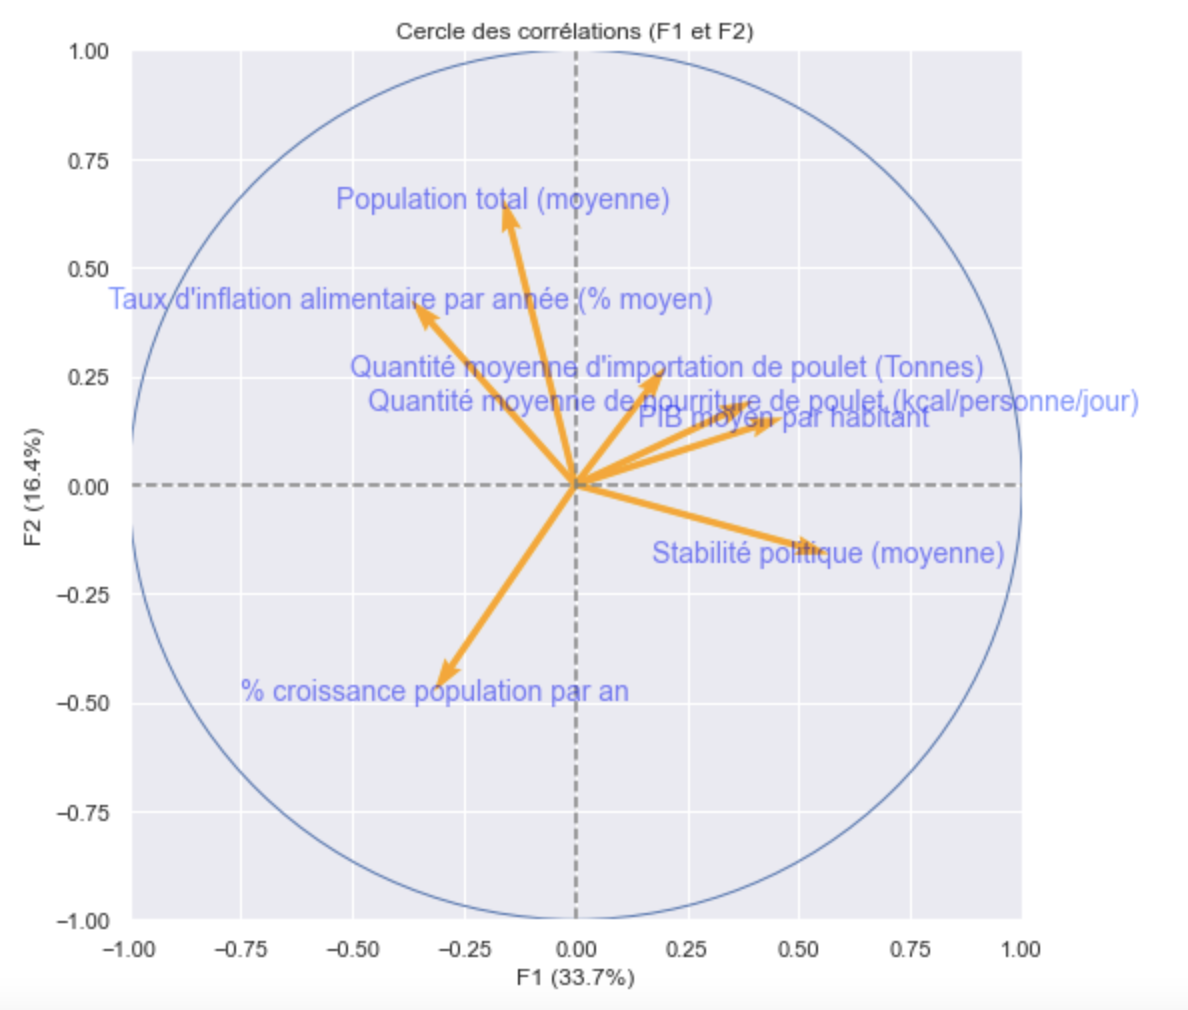 Cercle des corrélations (F1 et F2)
1.00
0.75
Population total (moyenne)
0.50
Taux d'inflation alimentaire par année (% moyen)
Quantité moyenne d'importation de poulet (Tonnes)
0.25
Quantité moyenne de nourriture de poulet (kcal/personne/jour)
PIB moyen par habitant
F2 (16.4%)
0.00
Stabilité politique (moyenne)
−0.25
% croissance population par an
−0.50
−0.75
−1.00
−1.00 −0.75 −0.50 −0.25 0.00 0.25 0.50 0.75 1.00
F1 (33.7%)